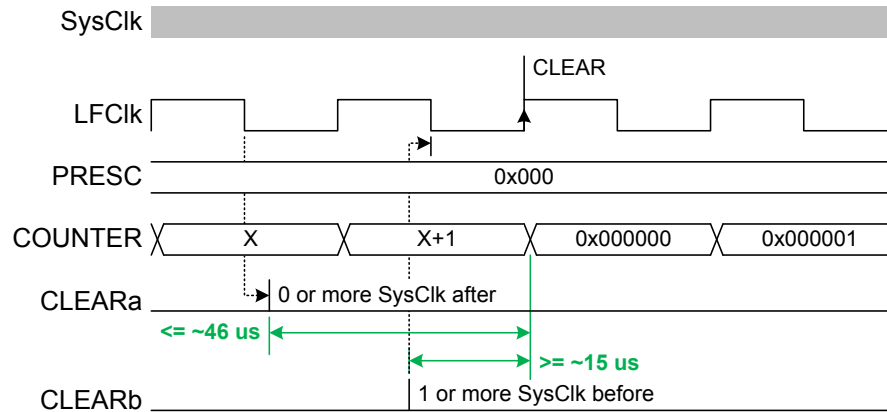 SysClk
CLEAR
LFClk
PRESC
0x000
COUNTER
X
X+1
0x000000
0x000001
CLEARa
0 or more SysClk after
<= ~46 us
>= ~15 us
CLEARb
1 or more SysClk before